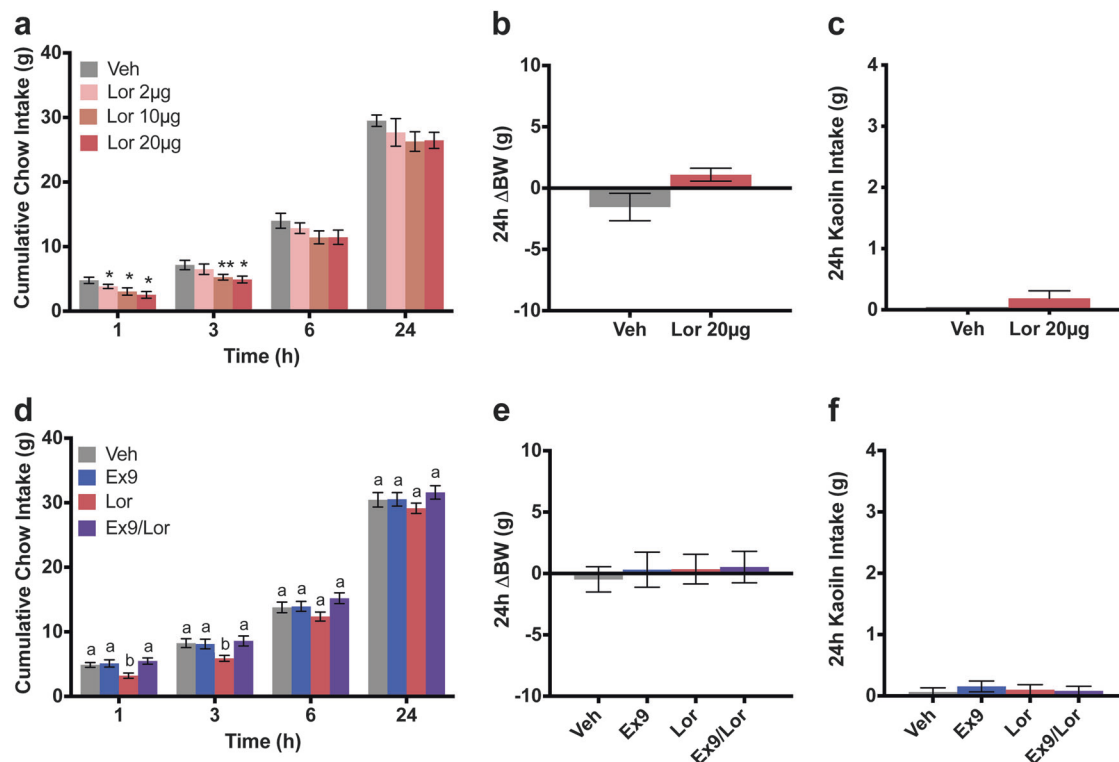 a
Cumulative Chow Intake (g)
40
30
20
10
0
Veh
Lor 2µg
Lor 10µg
Lor 20µg
* * *
** *
1 3 6 24
Time (h)
b
24h ΔBW (g)
10
5
0
-5
-10
Veh Lor 20µg
c
24h Kaoiln Intake (g)
4
3
2
1
0
Veh Lor 20µg
d
Cumulative Chow Intake (g)
40
30
20
10
0
Veh
Ex9
Lor
Ex9/Lor
a a b a
a a b a
a a a a
a a a a
1 3 6 24
Time (h)
e
24h ΔBW (g)
10
5
0
-5
-10
Veh Ex9 Lor Ex9/Lor
f
24h Kaoiln Intake (g)
4
3
2
1
0
Veh Ex9 Lor Ex9/Lor